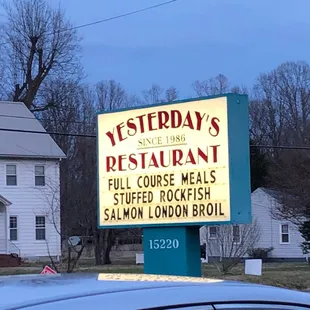 YESTERDAY'S
SINCE 1986
RESTAURANT
FULL COURSE MEALS
STUFFED ROCKFISH
SALMON LONDON BROIL
15220